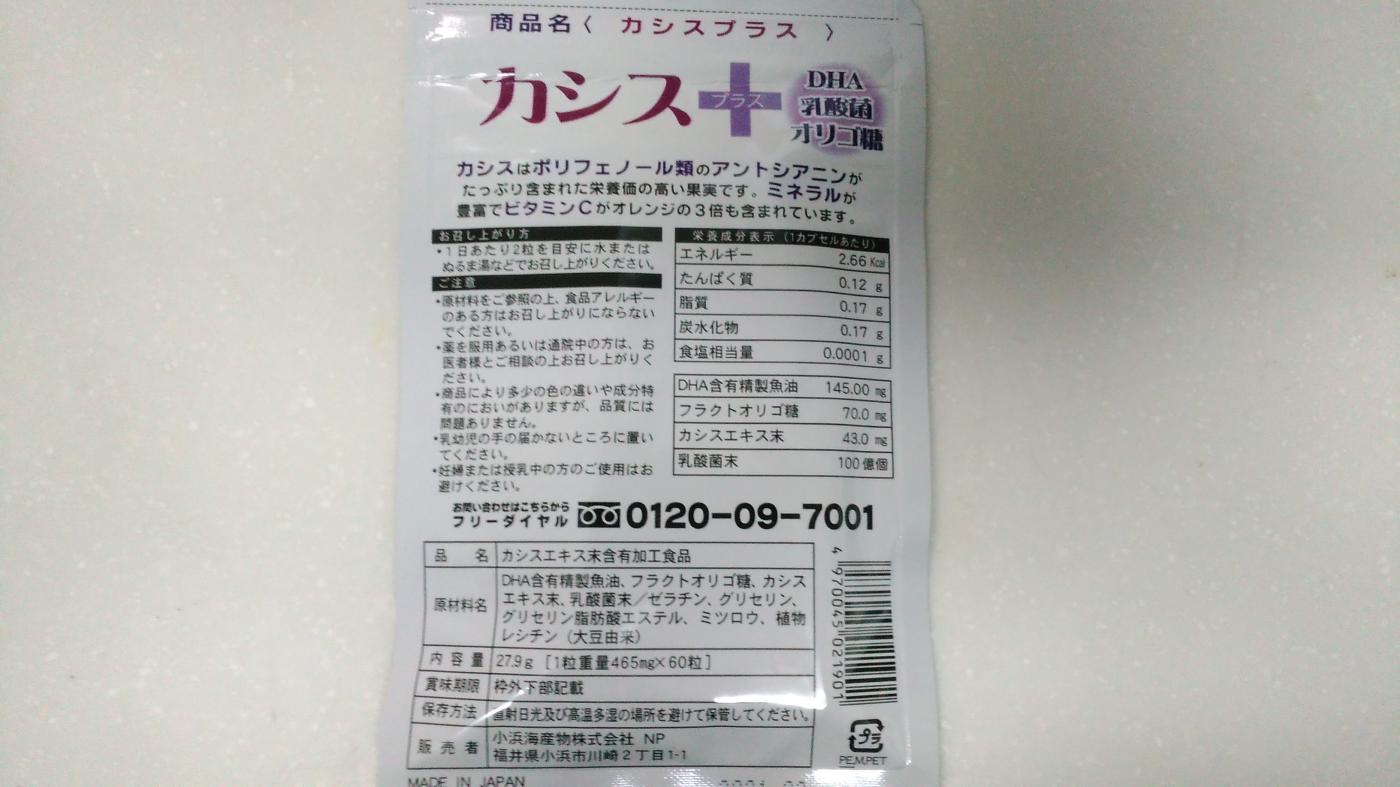 商品名〈 カシスプラス 〉
カシス
プラス
DHA
乳酸菌
オリゴ糖
カシスはポリフェノール類のアントシアニンが
たっぷり含まれた栄養価の高い果実です。ミネラルが
豊富でビタミンCがオレンジの3倍も含まれています。
お召し上がり方
・1日あたり2粒を目安に水または
ぬるま湯などでお召し上がりください。
ご注意
・原材料をご参照の上、食品アレルギー
のある方はお召し上がりにならない
でください。
・薬を服用あるいは通院中の方は、お
医者様とご相談の上お召し上がりく
ださい。
・商品により多少の色の違いや成分特
有のにおいがありますが、品質には
問題ありません。
・乳幼児の手の届かないところに置い
てください。
・妊婦または授乳中の方のご使用はお
避けください。
栄養成分表示(1カプセルあたり)
エネルギー 2.66 Kcal
たんぱく質 0.12 g
脂質 0.17 g
炭水化物 0.17 g
食塩相当量 0.0001 g
DHA含有精製魚油 145.00 mg
フラクトオリゴ糖 70.0 mg
カシスエキス末 43.0 mg
乳酸菌末 100億個
お問い合わせはこちらから
フリーダイヤル 0120-09-7001
品名 カシスエキス末含有加工食品
原材料名 DHA含有精製魚油、フラクトオリゴ糖、カシス
エキス末、乳酸菌末/ゼラチン、グリセリン、
グリセリン脂肪酸エステル、ミツロウ、植物
レシチン(大豆由来)
内容量 27.9g [1粒重量465mg×60粒]
賞味期限 枠外下部記載
保存方法 直射日光及び高温多湿の場所を避けて保管してください。
販売者 小浜海産物株式会社 NP
福井県小浜市川崎2丁目1-1
4970045021901
プラ
PE,M,PET
MADE IN JAPAN